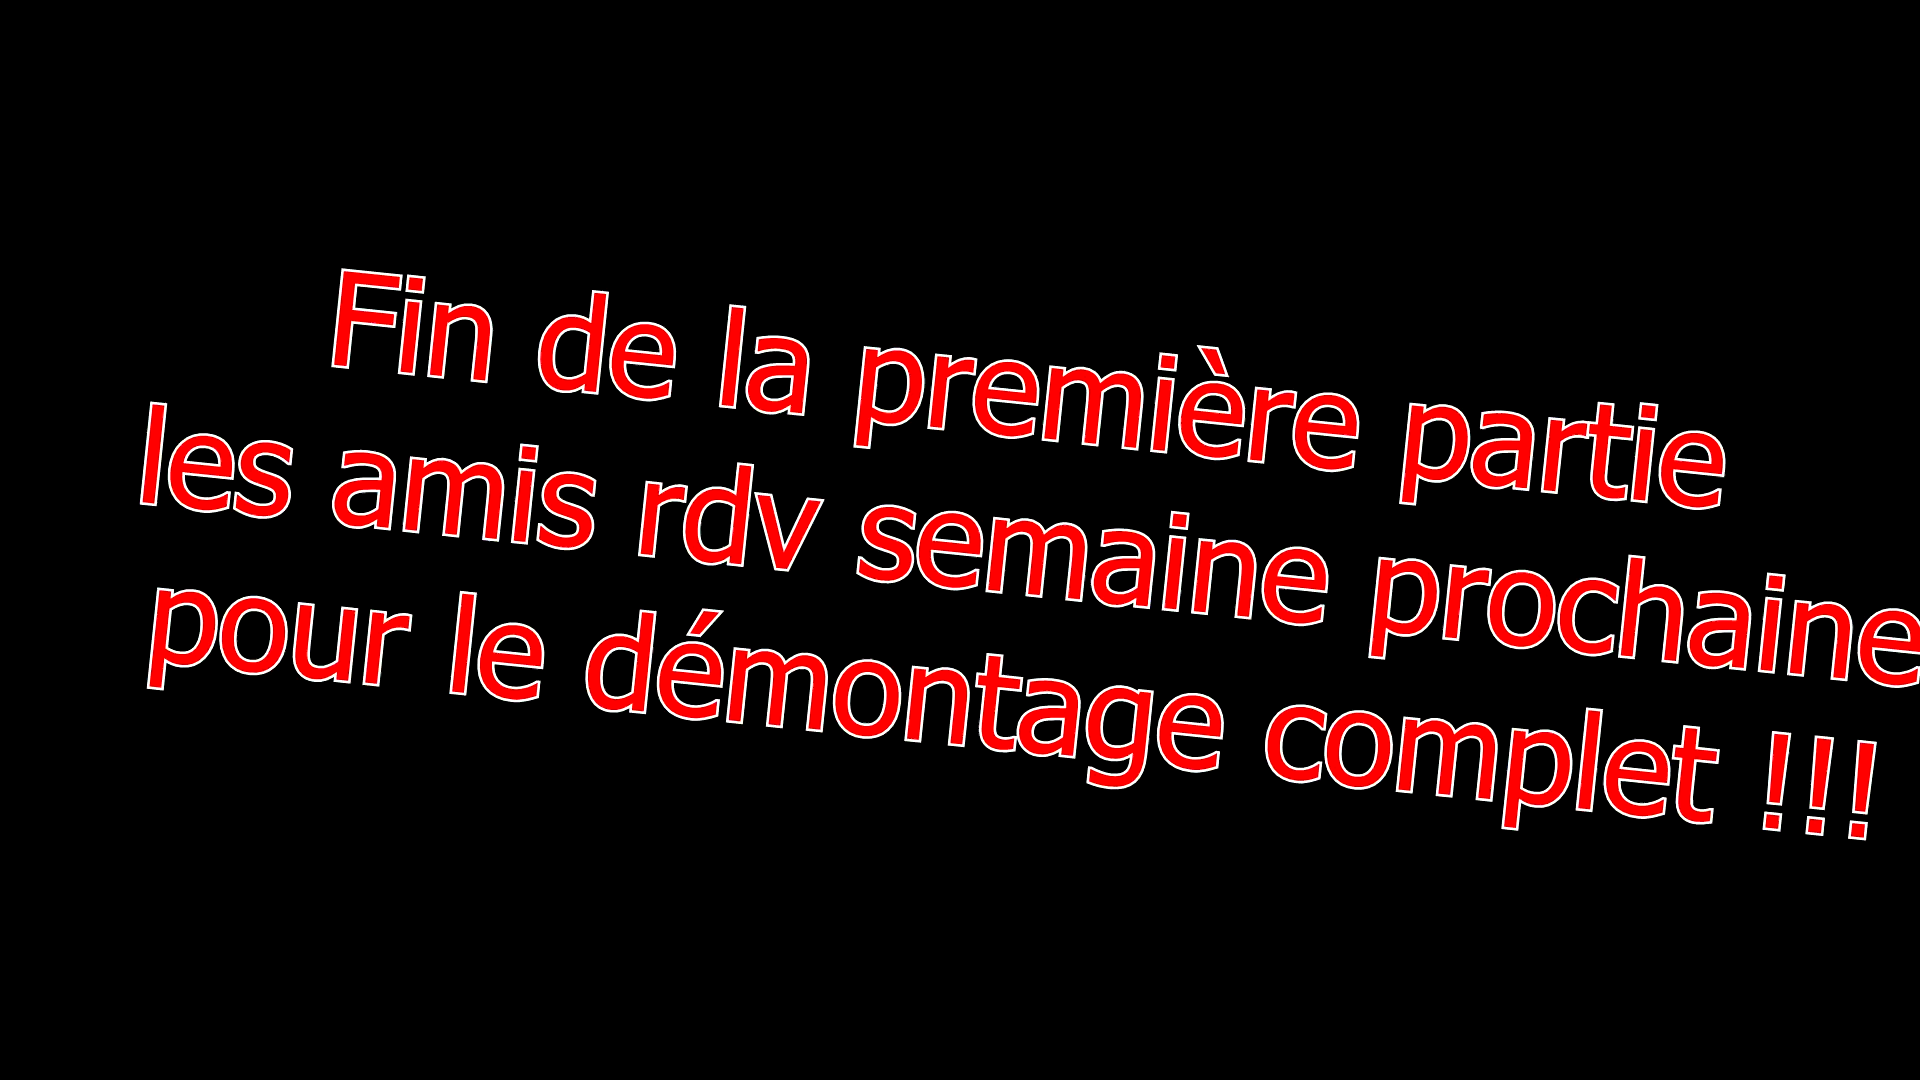 Fin de la première partie
les amis rdv semaine prochaine
pour le démontage complet !!!